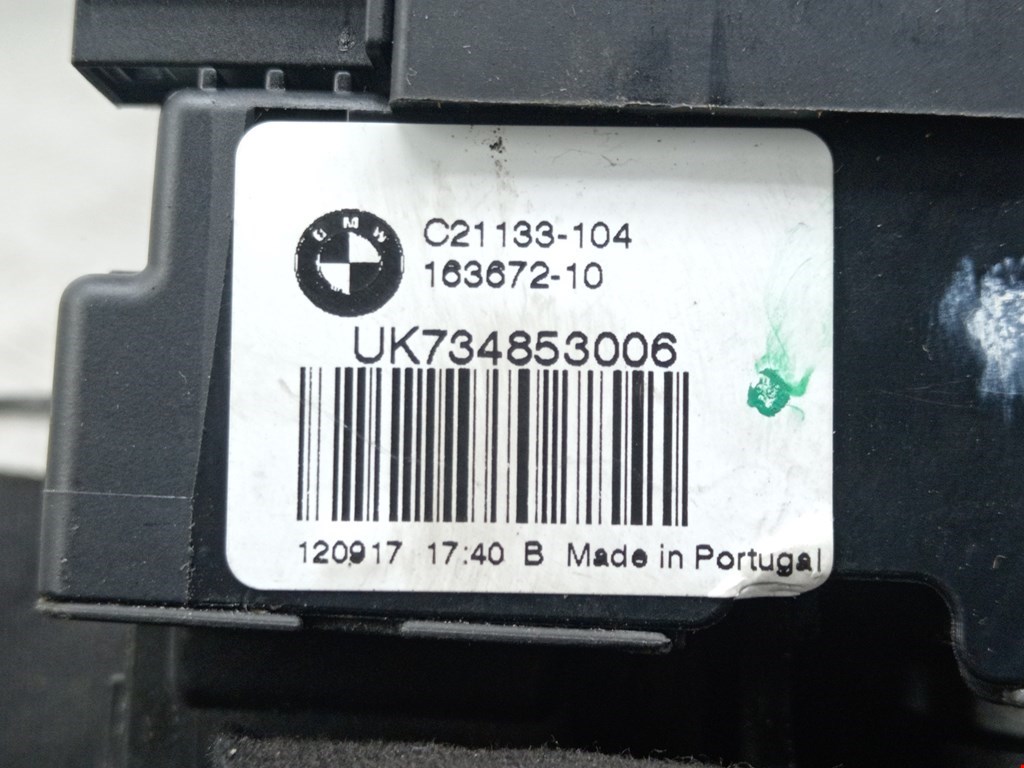 BMW
C21133-104
163672-10
UK734853006
120917 17:40 B Made in Portugal